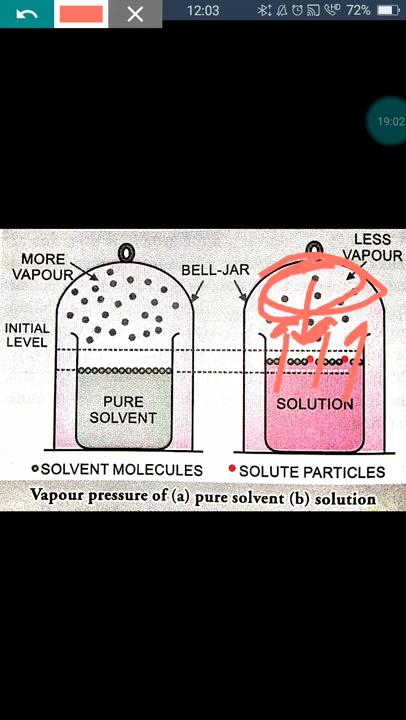 12:03
HD
72%
19:02
MORE
VAPOUR
BELL-JAR
LESS
VAPOUR
INITIAL
LEVEL
PURE
SOLVENT
SOLUTION
SOLVENT MOLECULES
SOLUTE PARTICLES
Vapour pressure of (a) pure solvent (b) solution